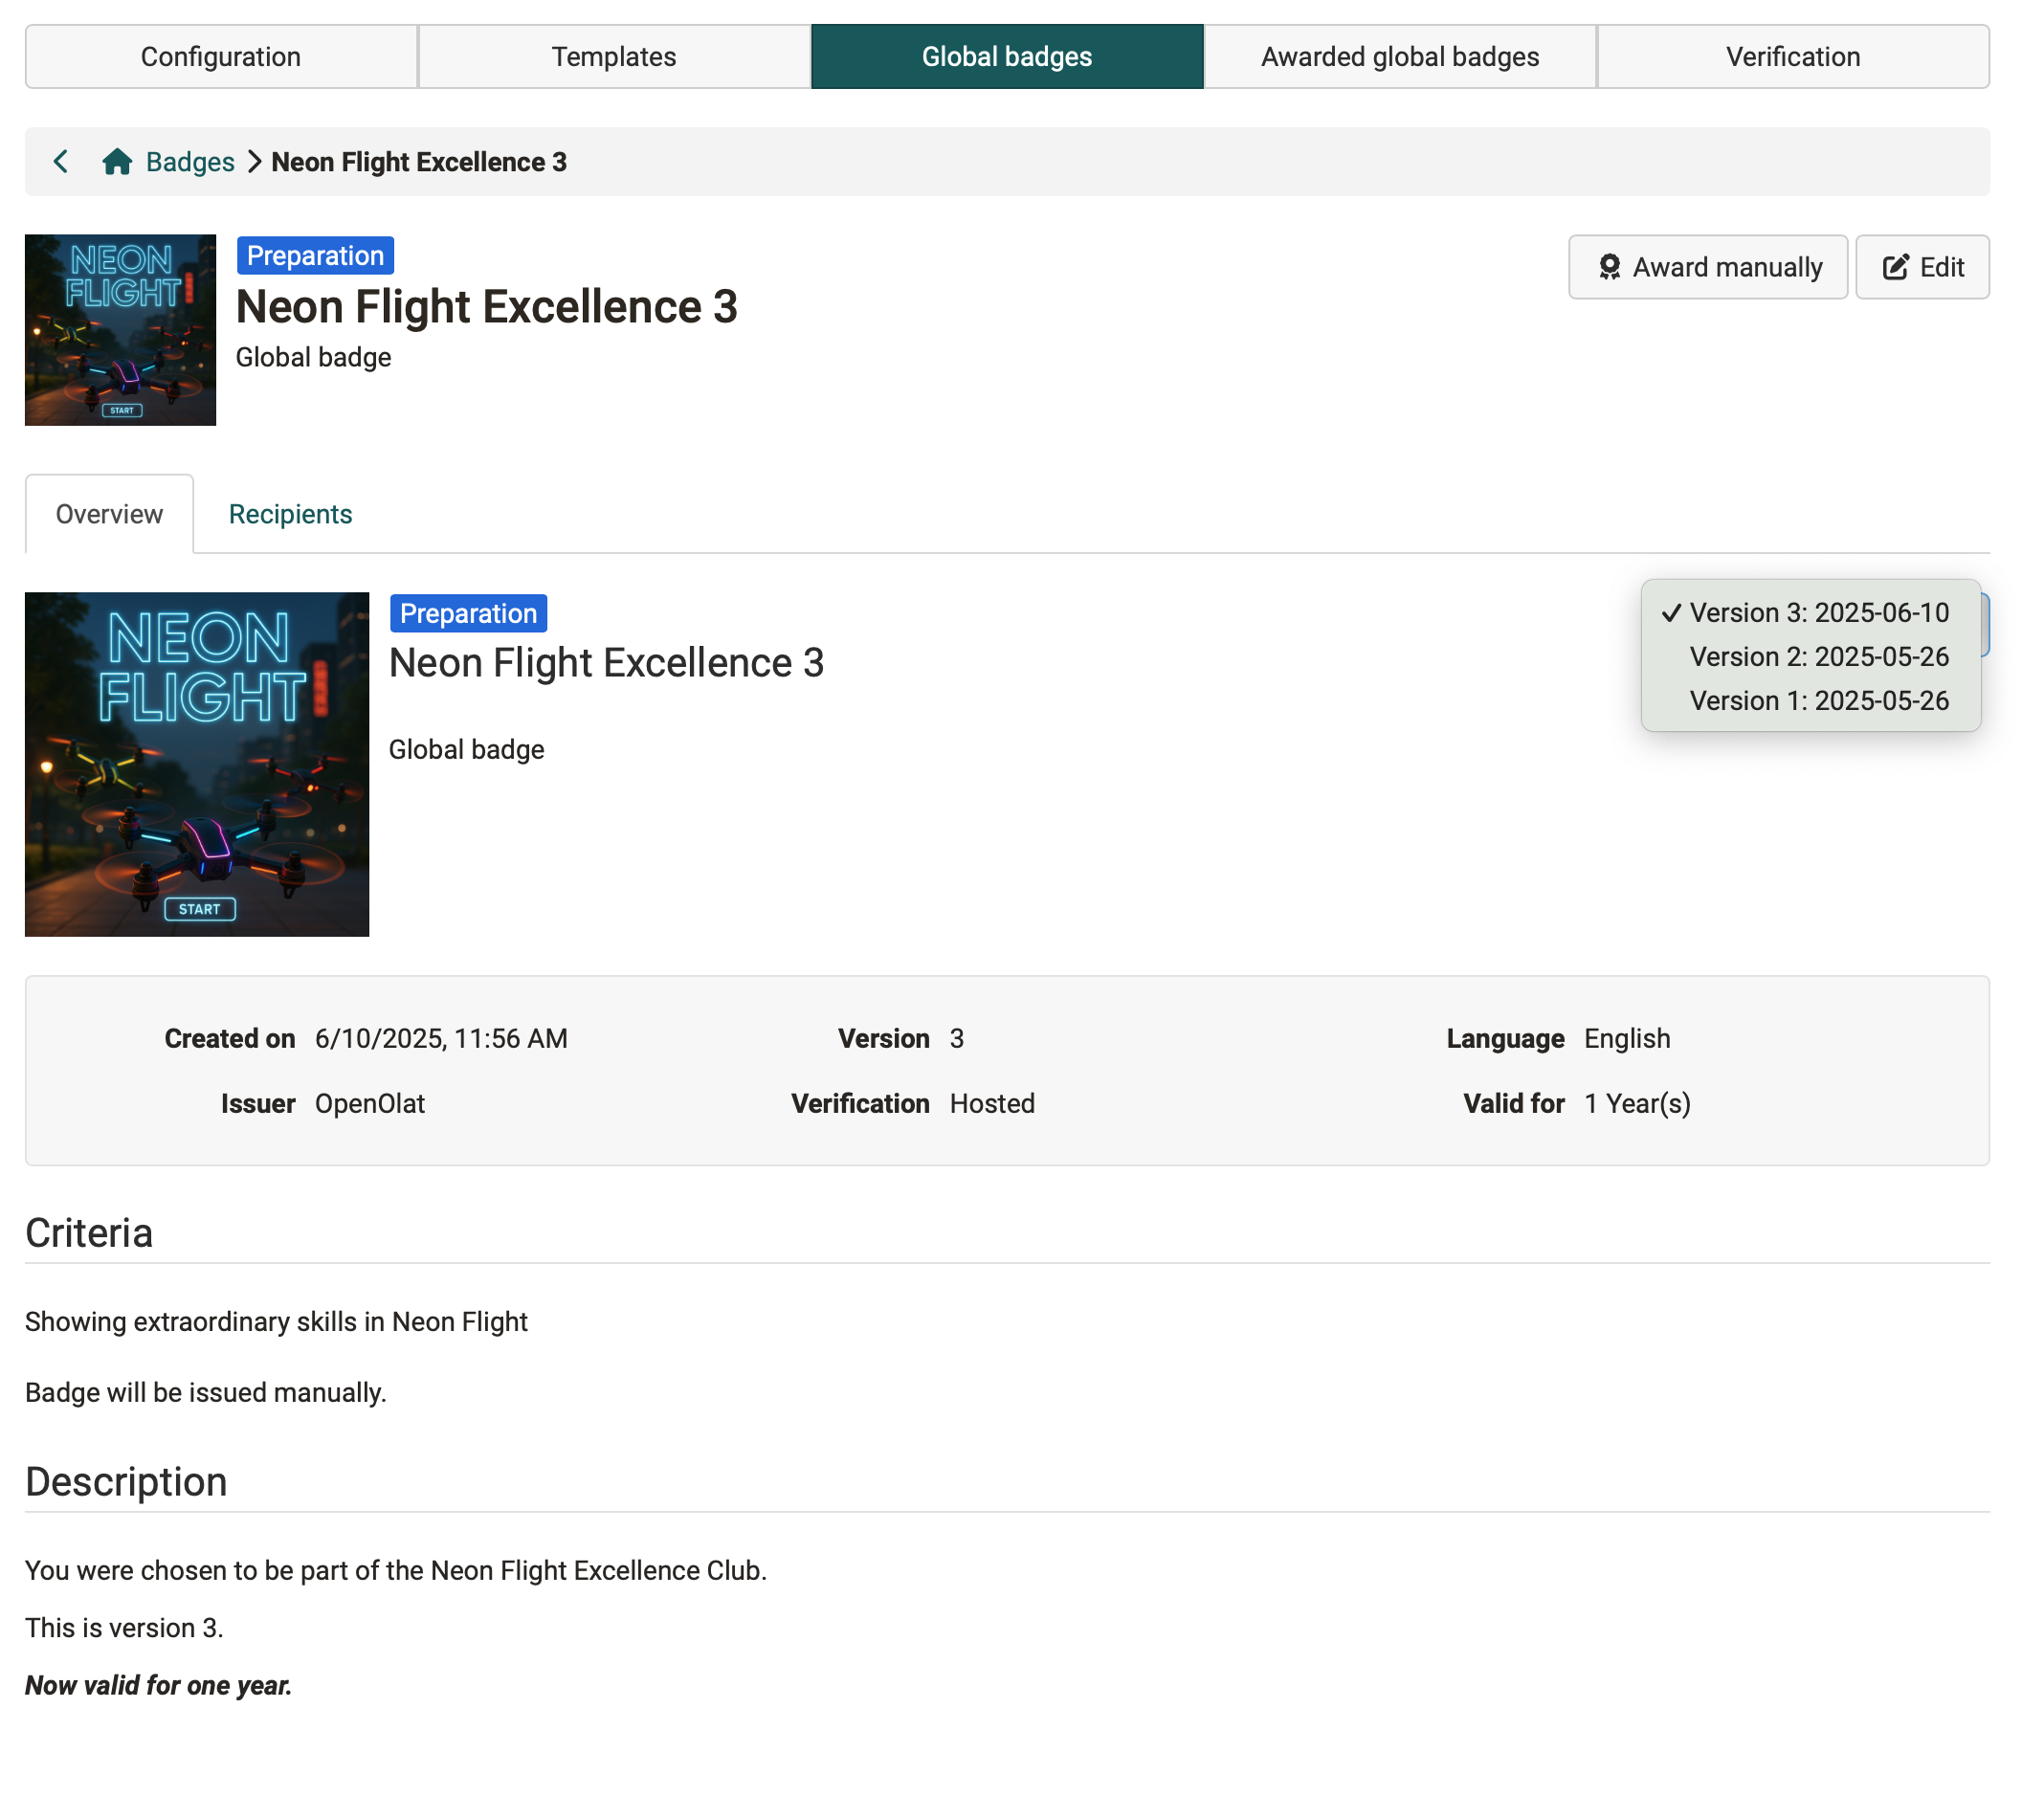 Configuration Templates Global badges Awarded global badges Verification
Badges Neon Flight Excellence 3
NEON
FLIGHT
START
Preparation
Neon Flight Excellence 3
Global badge
Award manually Edit
Overview Recipients
NEON
FLIGHT
START
Preparation
Neon Flight Excellence 3
Global badge
Version 3: 2025-06-10
Version 2: 2025-05-26
Version 1: 2025-05-26
Created on 6/10/2025, 11:56 AM Version 3 Language English
Issuer OpenOlat Verification Hosted Valid for 1 Year(s)
Criteria
Showing extraordinary skills in Neon Flight
Badge will be issued manually.
Description
You were chosen to be part of the Neon Flight Excellence Club.
This is version 3.
Now valid for one year.